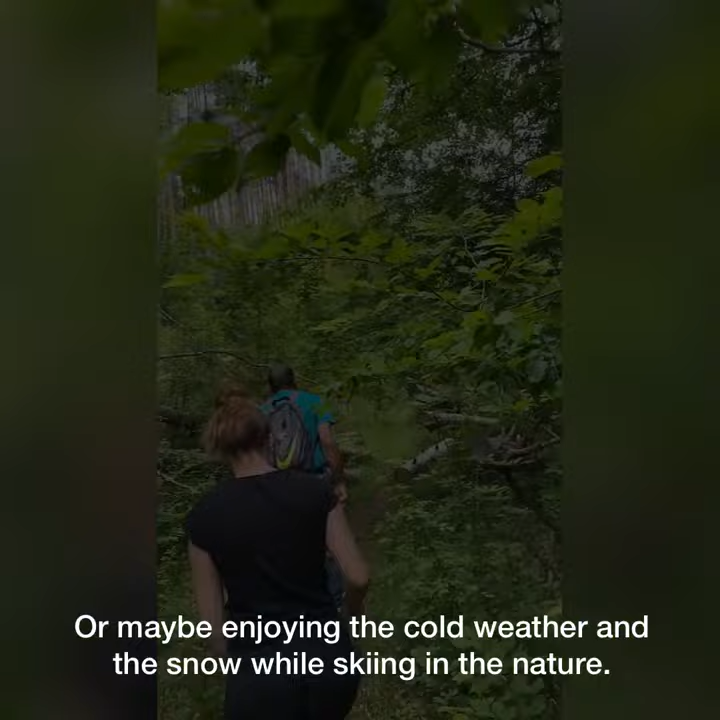 Or maybe enjoying the cold weather and
the snow while skiing in the nature.